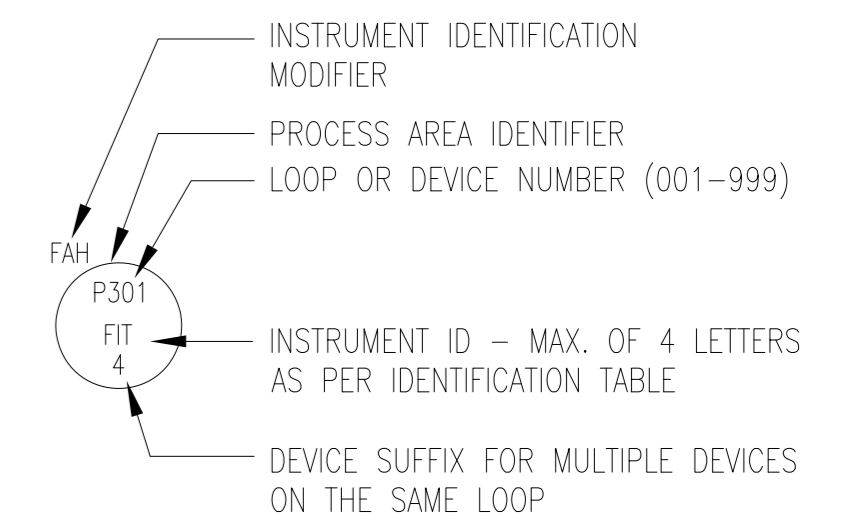 INSTRUMENT IDENTIFICATION
MODIFIER
PROCESS AREA IDENTIFIER
LOOP OR DEVICE NUMBER (001-999)
FAH
P301
FIT
4
INSTRUMENT ID - MAX. OF 4 LETTERS
AS PER IDENTIFICATION TABLE
DEVICE SUFFIX FOR MULTIPLE DEVICES
ON THE SAME LOOP